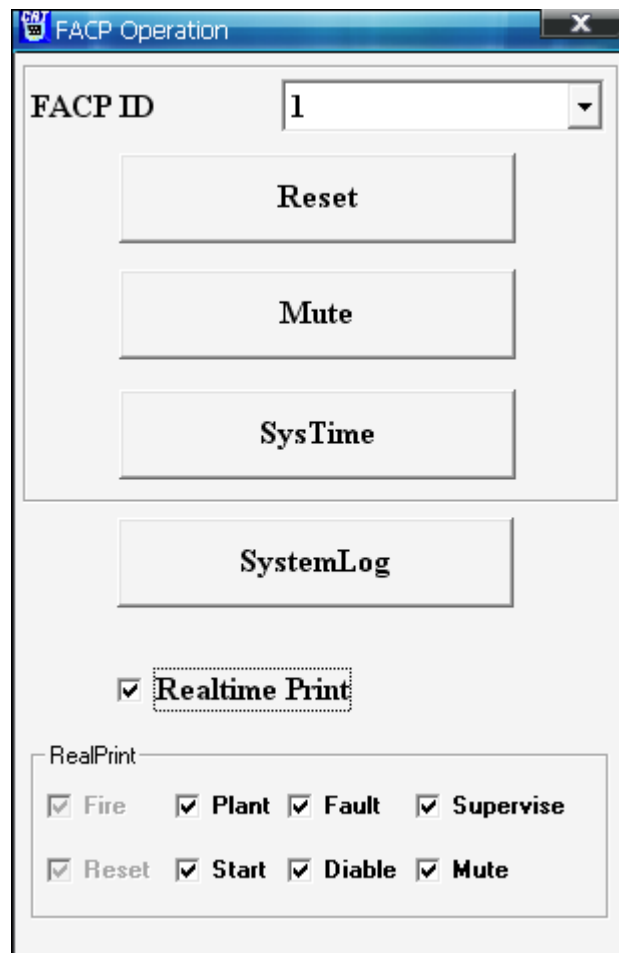 CRT FACP Operation X
FACP ID 1
Reset
Mute
SysTime
SystemLog
Realtime Print
RealPrint
Fire Plant Fault Supervise
Reset Start Diable Mute